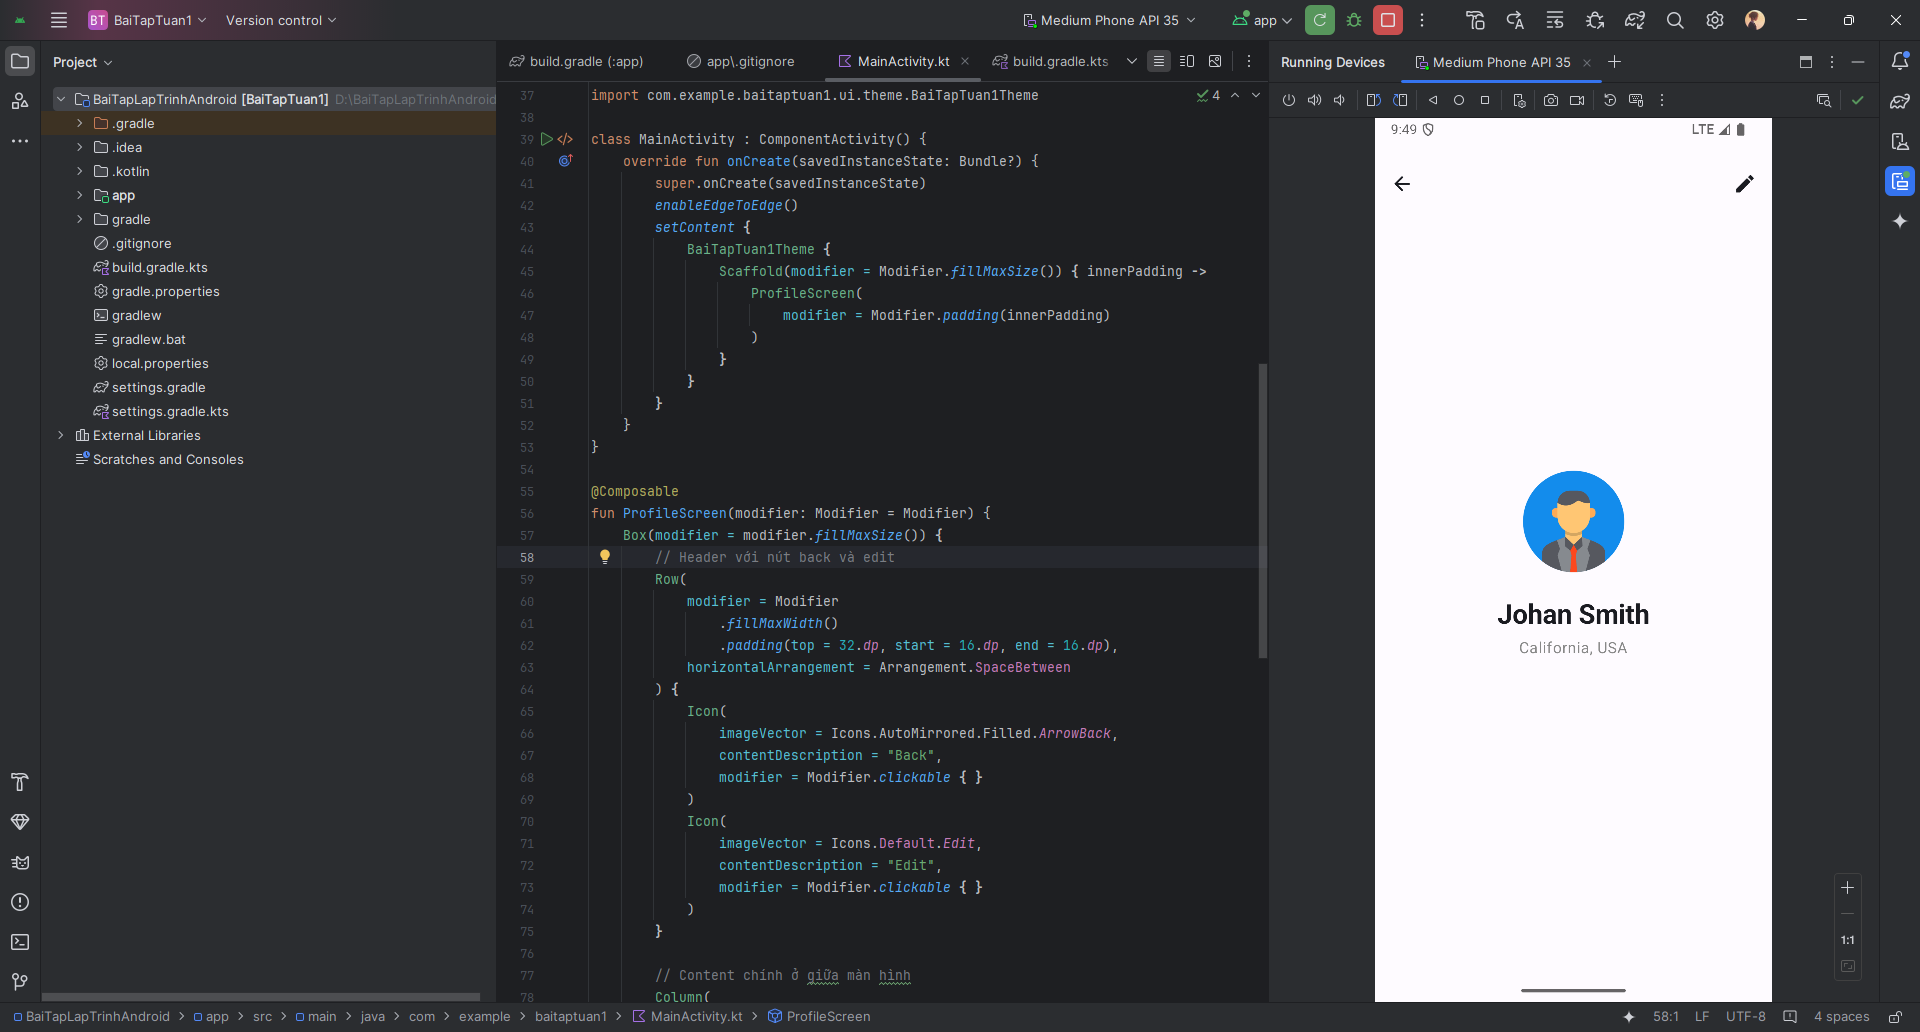 BT BaiTapTuan1 Version control Medium Phone API 35 app
Project
BaiTapLapTrinhAndroid [BaiTapTuan1] D:\BaiTapLapTrinhAndroid
.gradle
.idea
.kotlin
app
gradle
.gitignore
build.gradle.kts
gradle.properties
gradlew
gradlew.bat
local.properties
settings.gradle
settings.gradle.kts
External Libraries
Scratches and Consoles
build.gradle (:app) app\.gitignore MainActivity.kt build.gradle.kts
4
37 import com.example.baitaptuan1.ui.theme.BaiTapTuan1Theme
38
39 class MainActivity : ComponentActivity() {
40 override fun onCreate(savedInstanceState: Bundle?) {
41 super.onCreate(savedInstanceState)
42 enableEdgeToEdge()
43 setContent {
44 BaiTapTuan1Theme {
45 Scaffold(modifier = Modifier.fillMaxSize()) { innerPadding ->
46 ProfileScreen(
47 modifier = Modifier.padding(innerPadding)
48 )
49 }
50 }
51 }
52 }
53 }
54
55 @Composable
56 fun ProfileScreen(modifier: Modifier = Modifier) {
57 Box(modifier = modifier.fillMaxSize()) {
58 // Header với nút back và edit
59 Row(
60 modifier = Modifier
61 .fillMaxWidth()
62 .padding(top = 32.dp, start = 16.dp, end = 16.dp),
63 horizontalArrangement = Arrangement.SpaceBetween
64 ) {
65 Icon(
66 imageVector = Icons.AutoMirrored.Filled.ArrowBack,
67 contentDescription = "Back",
68 modifier = Modifier.clickable { }
69 )
70 Icon(
71 imageVector = Icons.Default.Edit,
72 contentDescription = "Edit",
73 modifier = Modifier.clickable { }
74 )
75 }
76
77 // Content chính ở giữa màn hình
78 Column(
Running Devices Medium Phone API 35
9:49 LTE
Johan Smith
California, USA
1:1
BaiTapLapTrinhAndroid > app > src > main > java > com > example > baitaptuan1 > MainActivity.kt > ProfileScreen
58:1 LF UTF-8 4 spaces